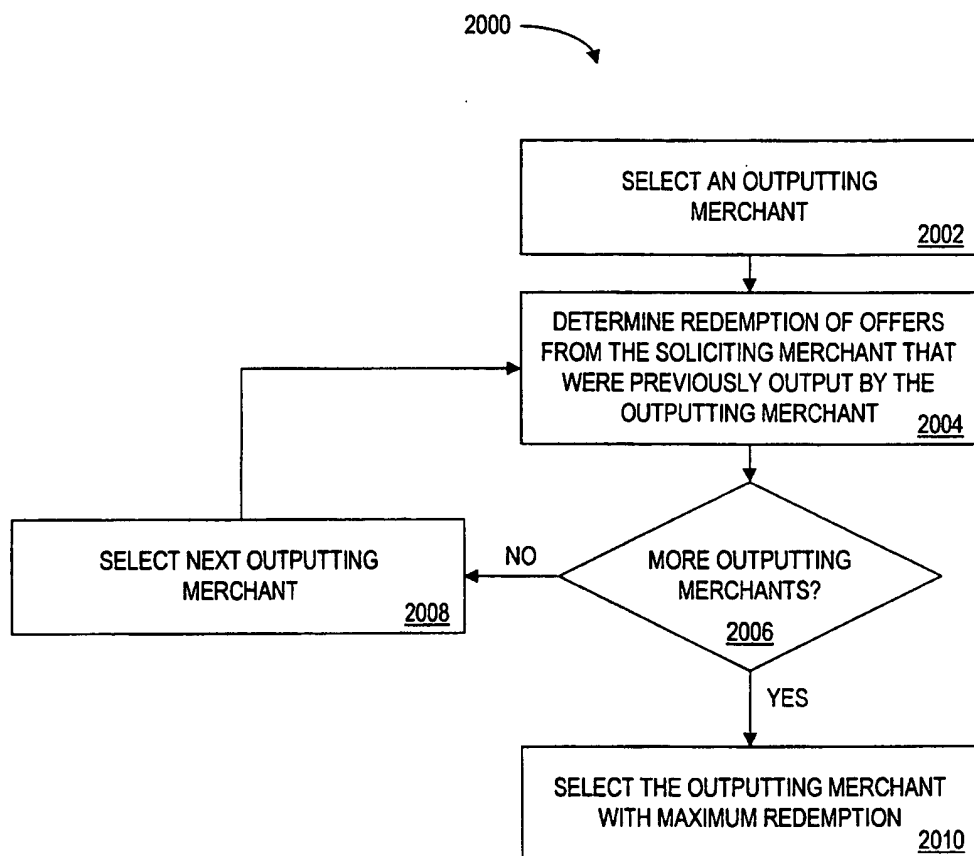 2000
SELECT AN OUTPUTTING
MERCHANT
2002
DETERMINE REDEMPTION OF OFFERS
FROM THE SOLICITING MERCHANT THAT
WERE PREVIOUSLY OUTPUT BY THE
OUTPUTTING MERCHANT
2004
SELECT NEXT OUTPUTTING
MERCHANT
2008
NO
MORE OUTPUTTING
MERCHANTS?
2006
YES
SELECT THE OUTPUTTING MERCHANT
WITH MAXIMUM REDEMPTION
2010